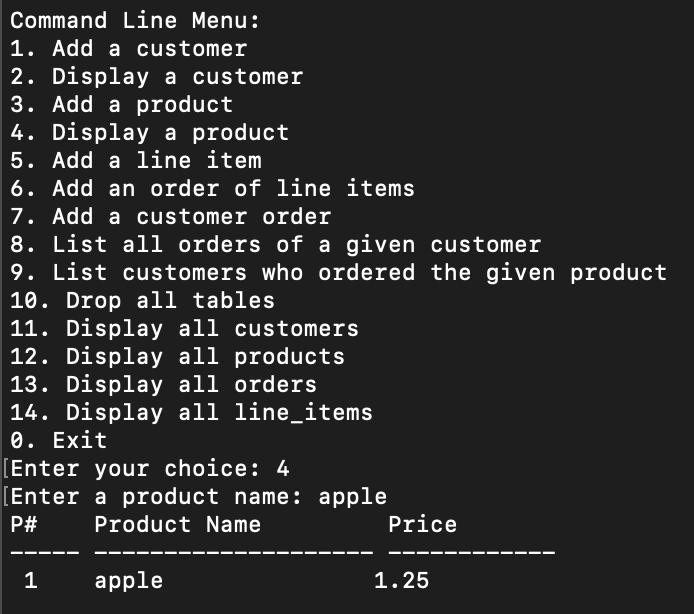 Command Line Menu:
1. Add a customer
2. Display a customer
3. Add a product
4. Display a product
5. Add a line item
6. Add an order of line items
7. Add a customer order
8. List all orders of a given customer
9. List customers who ordered the given product
10. Drop all tables
11. Display all customers
12. Display all products
13. Display all orders
14. Display all line_items
0. Exit
[Enter your choice: 4
[Enter a product name: apple
P#    Product Name         Price
----- -------------------- ------------
 1    apple               1.25